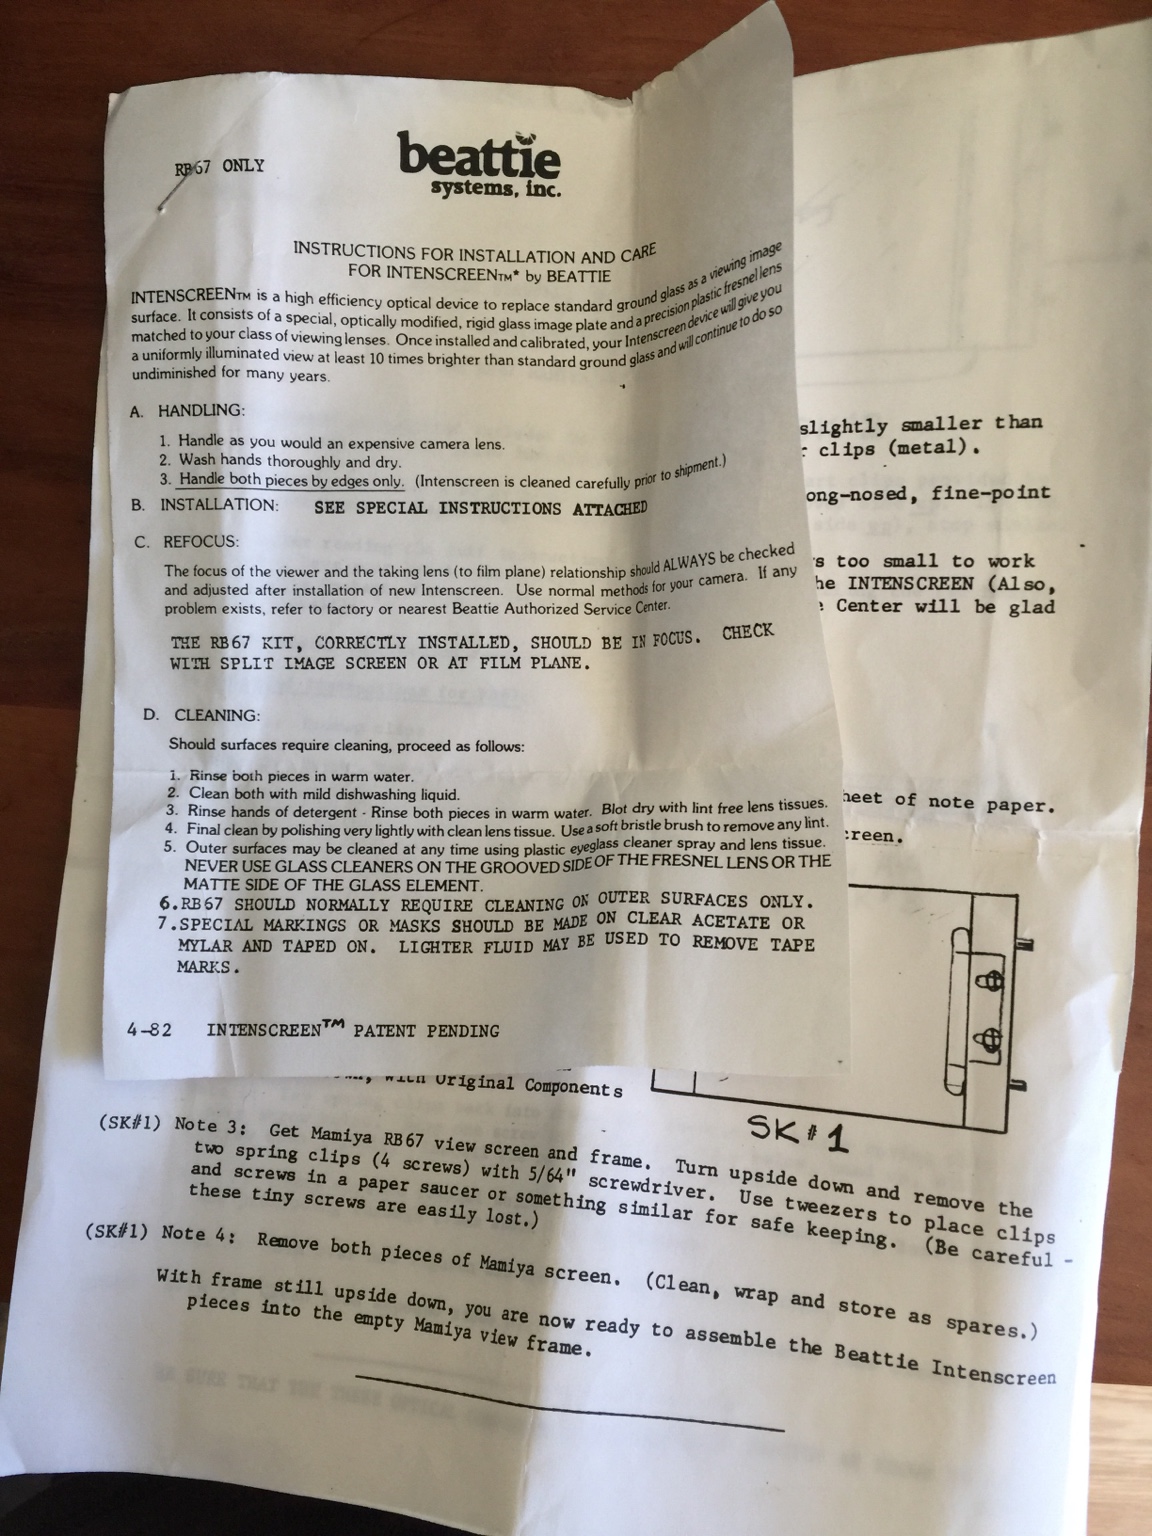 RB67 ONLY
beattie
systems, inc.
INSTRUCTIONS FOR INSTALLATION AND CARE
FOR INTENSCREEN™* by BEATTIE
INTENSCREEN™ is a high efficiency optical device to replace standard ground glass as a viewing image
surface. It consists of a special, optically modified, rigid glass image plate and a precision plastic fresnel lens
matched to your class of viewing lenses. Once installed and calibrated, your Intenscreen device will give you
a uniformly illuminated view at least 10 times brighter than standard ground glass and will continue to do so
undiminished for many years.
A. HANDLING:
1. Handle as you would an expensive camera lens.
2. Wash hands thoroughly and dry.
3. Handle both pieces by edges only. (Intenscreen is cleaned carefully prior to shipment.)
B. INSTALLATION: SEE SPECIAL INSTRUCTIONS ATTACHED
C. REFOCUS:
The focus of the viewer and the taking lens (to film plane) relationship should ALWAYS be checked
and adjusted after installation of new Intenscreen. Use normal methods for your camera. If any
problem exists, refer to factory or nearest Beattie Authorized Service Center.
THE RB67 KIT, CORRECTLY INSTALLED, SHOULD BE IN FOCUS. CHECK
WITH SPLIT IMAGE SCREEN OR AT FILM PLANE.
D. CLEANING:
Should surfaces require cleaning, proceed as follows:
1. Rinse both pieces in warm water.
2. Clean both with mild dishwashing liquid.
3. Rinse hands of detergent - Rinse both pieces in warm water. Blot dry with lint free lens tissues.
4. Final clean by polishing very lightly with clean lens tissue. Use a soft bristle brush to remove any lint.
5. Outer surfaces may be cleaned at any time using plastic eyeglass cleaner spray and lens tissue.
NEVER USE GLASS CLEANERS ON THE GROOVED SIDE OF THE FRESNEL LENS OR THE
MATTE SIDE OF THE GLASS ELEMENT.
6. RB67 SHOULD NORMALLY REQUIRE CLEANING ON OUTER SURFACES ONLY.
7. SPECIAL MARKINGS OR MASKS SHOULD BE MADE ON CLEAR ACETATE OR
MYLAR AND TAPED ON. LIGHTER FLUID MAY BE USED TO REMOVE TAPE
MARKS.
4-82 INTENSCREEN™ PATENT PENDING
slightly smaller than
clips (metal).
ong-nosed, fine-point
s too small to work
he INTENSCREEN (Also,
Center will be glad
heet of note paper.
creen.
with Original Components
SK#1
(SK#1) Note 3: Get Mamiya RB67 view screen and frame. Turn upside down and remove the
two spring clips (4 screws) with 5/64" screwdriver. Use tweezers to place clips
and screws in a paper saucer or something similar for safe keeping. (Be careful -
these tiny screws are easily lost.)
(SK#1) Note 4: Remove both pieces of Mamiya screen. (Clean, wrap and store as spares.)
With frame still upside down, you are now ready to assemble the Beattie Intenscreen
pieces into the empty Mamiya view frame.